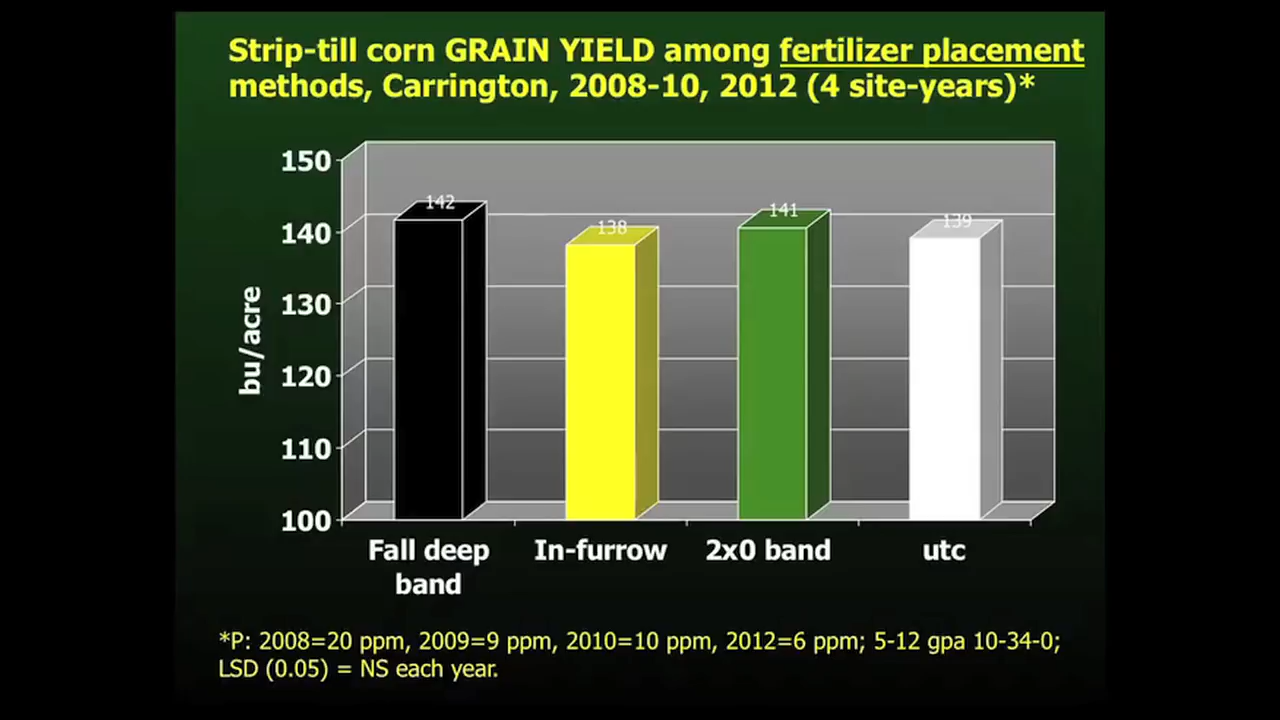 Strip-till corn GRAIN YIELD among fertilizer placement
methods, Carrington, 2008-10, 2012 (4 site-years)*
150
140
130
120
110
100
bu/acre
142
138
141
139
Fall deep
band
In-furrow
2x0 band
utc
*P: 2008=20 ppm, 2009=9 ppm, 2010=10 ppm, 2012=6 ppm; 5-12 gpa 10-34-0;
LSD (0.05) = NS each year.